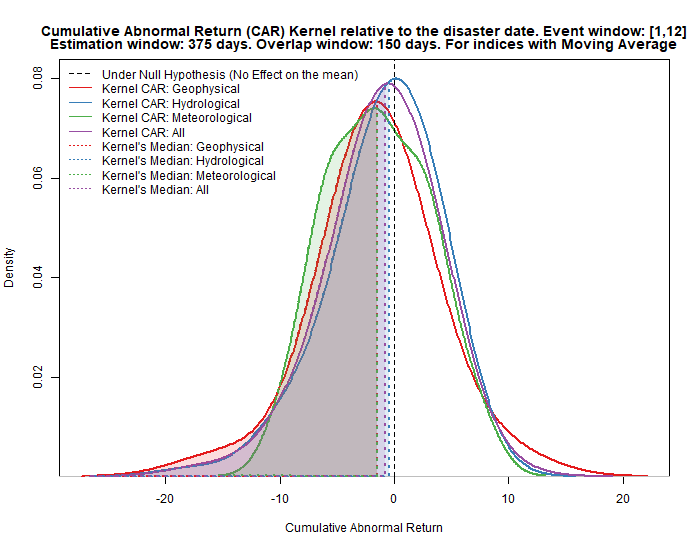 Cumulative Abnormal Return (CAR) Kernel relative to the disaster date. Event window: [1,12]
Estimation window: 375 days. Overlap window: 150 days. For indices with Moving Average
Under Null Hypothesis (No Effect on the mean)
Kernel CAR: Geophysical
Kernel CAR: Hydrological
Kernel CAR: Meteorological
Kernel CAR: All
Kernel's Median: Geophysical
Kernel's Median: Hydrological
Kernel's Median: Meteorological
Kernel's Median: All
Density
0.08
0.06
0.04
0.02
-20 -10 0 10 20
Cumulative Abnormal Return